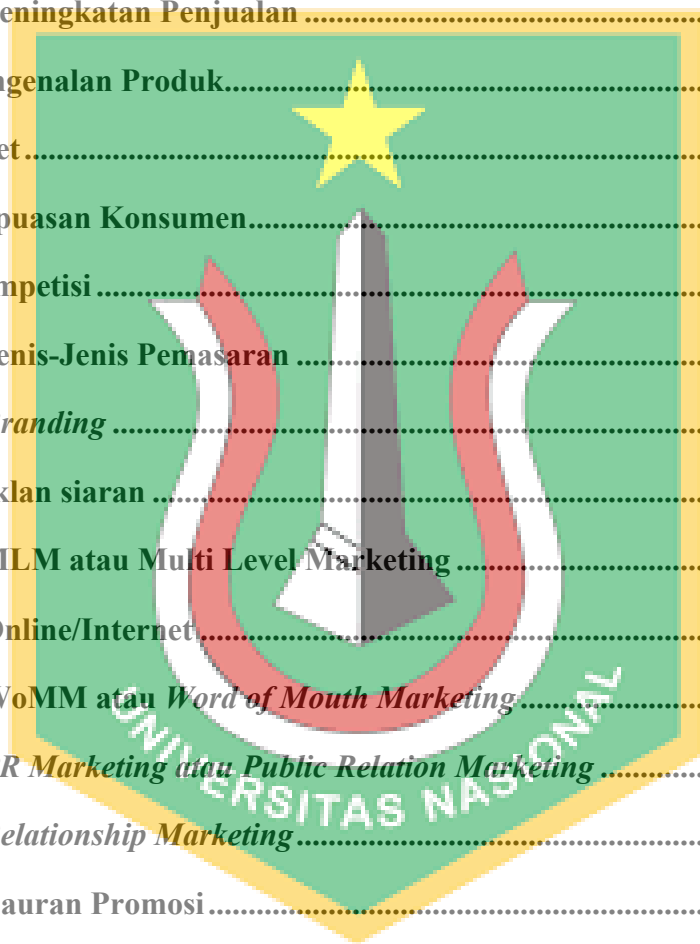 eningkatan Penjualan ..........................................................
ngenalan Produk......................................................................
et ...............................................................................................
puasan Konsumen...................................................................
mpetisi .....................................................................................
enis-Jenis Pemasaran ...........................................................
randing ...................................................................................
klan siaran ..............................................................................
ILM atau Multi Level Marketing ...................................
Online/Internet.......................................................................
VoMM atau Word of Mouth Marketing..........................
R Marketing atau Public Relation Marketing ..............
elationship Marketing...........................................................
auran Promosi ........................................................................
UNIVERSITAS NASIONAL